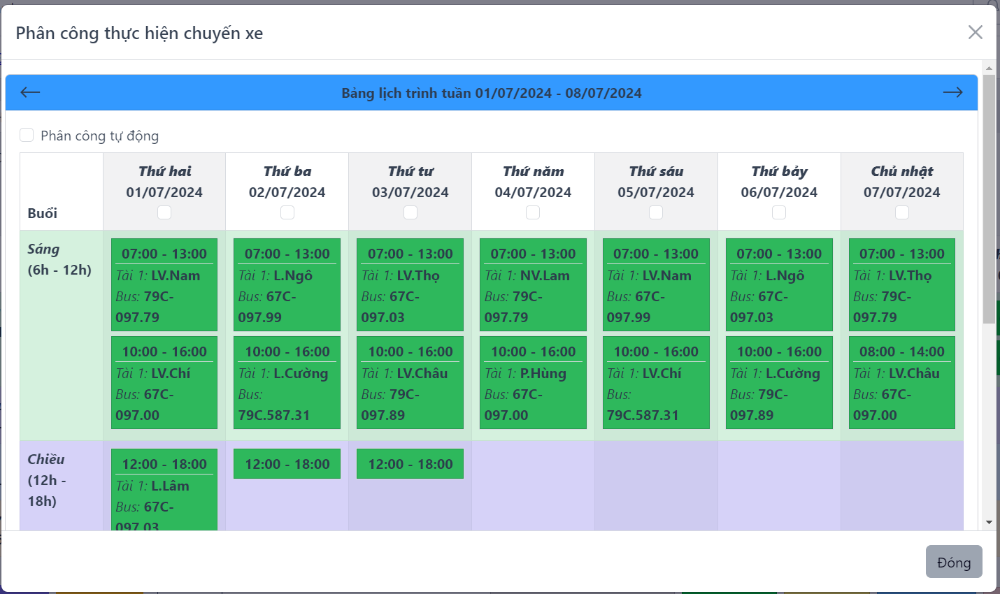 Phân công thực hiện chuyến xe
Bảng lịch trình tuần 01/07/2024 - 08/07/2024
Phân công tự động
Buổi
Thứ hai
01/07/2024
Thứ ba
02/07/2024
Thứ tư
03/07/2024
Thứ năm
04/07/2024
Thứ sáu
05/07/2024
Thứ bảy
06/07/2024
Chủ nhật
07/07/2024
Sáng
(6h - 12h)
07:00 - 13:00
Tài 1: LV.Nam
Bus: 79C-
097.79
07:00 - 13:00
Tài 1: L.Ngô
Bus: 67C-
097.99
07:00 - 13:00
Tài 1: LV.Thọ
Bus: 67C-
097.03
07:00 - 13:00
Tài 1: NV.Lam
Bus: 79C-
097.79
07:00 - 13:00
Tài 1: LV.Nam
Bus: 67C-
097.99
07:00 - 13:00
Tài 1: L.Ngô
Bus: 67C-
097.03
07:00 - 13:00
Tài 1: LV.Thọ
Bus: 79C-
097.79
10:00 - 16:00
Tài 1: LV.Chí
Bus: 67C-
097.00
10:00 - 16:00
Tài 1: L.Cường
Bus:
79C.587.31
10:00 - 16:00
Tài 1: LV.Châu
Bus: 79C-
097.89
10:00 - 16:00
Tài 1: P.Hùng
Bus: 67C-
097.00
10:00 - 16:00
Tài 1: LV.Chí
Bus:
79C.587.31
10:00 - 16:00
Tài 1: L.Cường
Bus: 79C-
097.89
08:00 - 14:00
Tài 1: LV.Châu
Bus: 67C-
097.00
Chiều
(12h -
18h)
12:00 - 18:00
Tài 1: L.Lâm
Bus: 67C-
097.03
12:00 - 18:00
12:00 - 18:00
Đóng